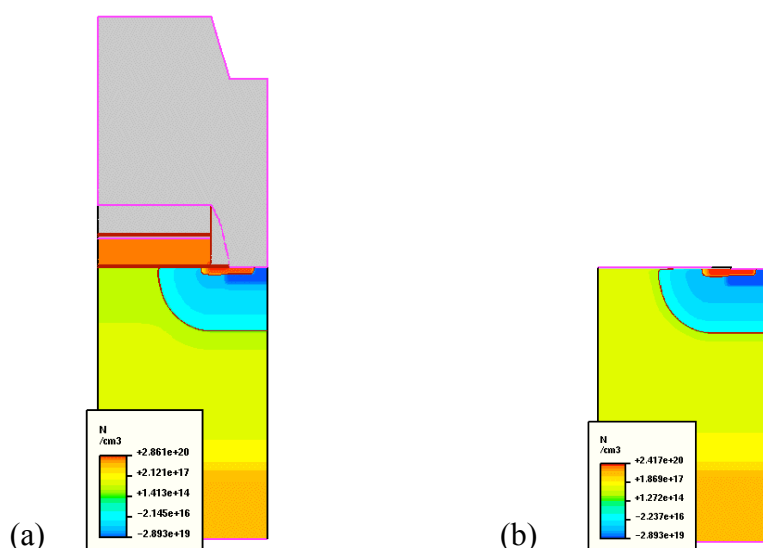 N
/cm3
+2.861e+20
+2.121e+17
+1.413e+14
−2.145e+16
−2.893e+19
(a)
N
/cm3
+2.417e+20
+1.869e+17
+1.272e+14
−2.237e+16
−2.893e+19
(b)